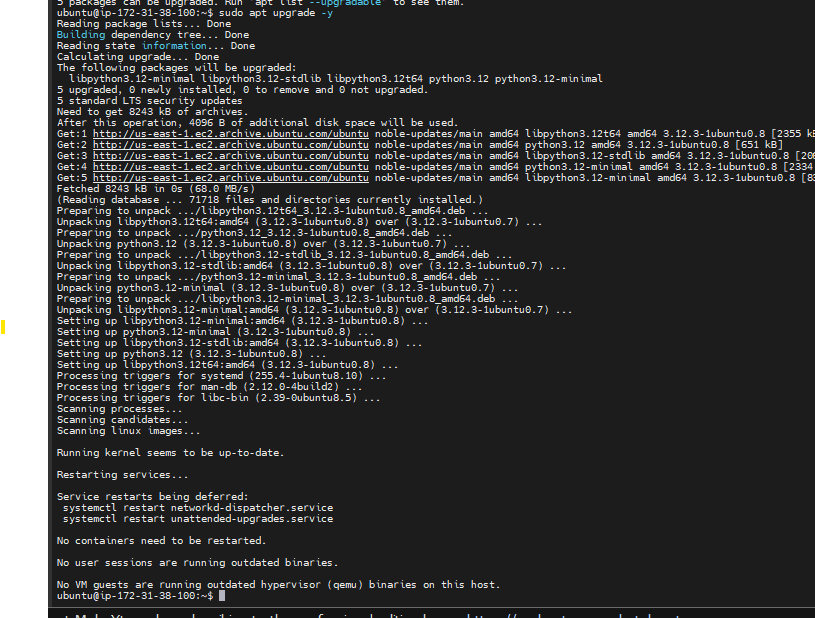 5 packages can be upgraded. Run 'apt list --upgradable' to see them.
ubuntu@ip-172-31-38-100:~$ sudo apt upgrade -y
Reading package lists... Done
Building dependency tree... Done
Reading state information... Done
Calculating upgrade... Done
The following packages will be upgraded:
  libpython3.12-minimal libpython3.12-stdlib libpython3.12t64 python3.12 python3.12-minimal
5 upgraded, 0 newly installed, 0 to remove and 0 not upgraded.
5 standard LTS security updates
Need to get 8243 kB of archives.
After this operation, 4096 B of additional disk space will be used.
Get:1 http://us-east-1.ec2.archive.ubuntu.com/ubuntu noble-updates/main amd64 libpython3.12t64 amd64 3.12.3-1ubuntu0.8 [2355 kB
Get:2 http://us-east-1.ec2.archive.ubuntu.com/ubuntu noble-updates/main amd64 python3.12 amd64 3.12.3-1ubuntu0.8 [651 kB]
Get:3 http://us-east-1.ec2.archive.ubuntu.com/ubuntu noble-updates/main amd64 libpython3.12-stdlib amd64 3.12.3-1ubuntu0.8 [20
Get:4 http://us-east-1.ec2.archive.ubuntu.com/ubuntu noble-updates/main amd64 python3.12-minimal amd64 3.12.3-1ubuntu0.8 [2334
Get:5 http://us-east-1.ec2.archive.ubuntu.com/ubuntu noble-updates/main amd64 libpython3.12-minimal amd64 3.12.3-1ubuntu0.8 [83
Fetched 8243 kB in 0s (68.0 MB/s)
(Reading database ... 71718 files and directories currently installed.)
Preparing to unpack .../libpython3.12t64_3.12.3-1ubuntu0.8_amd64.deb ...
Unpacking libpython3.12t64:amd64 (3.12.3-1ubuntu0.8) over (3.12.3-1ubuntu0.7) ...
Preparing to unpack .../python3.12_3.12.3-1ubuntu0.8_amd64.deb ...
Unpacking python3.12 (3.12.3-1ubuntu0.8) over (3.12.3-1ubuntu0.7) ...
Preparing to unpack .../libpython3.12-stdlib_3.12.3-1ubuntu0.8_amd64.deb ...
Unpacking libpython3.12-stdlib:amd64 (3.12.3-1ubuntu0.8) over (3.12.3-1ubuntu0.7) ...
Preparing to unpack .../python3.12-minimal_3.12.3-1ubuntu0.8_amd64.deb ...
Unpacking python3.12-minimal (3.12.3-1ubuntu0.8) over (3.12.3-1ubuntu0.7) ...
Preparing to unpack .../libpython3.12-minimal_3.12.3-1ubuntu0.8_amd64.deb ...
Unpacking libpython3.12-minimal:amd64 (3.12.3-1ubuntu0.8) over (3.12.3-1ubuntu0.7) ...
Setting up libpython3.12-minimal:amd64 (3.12.3-1ubuntu0.8) ...
Setting up python3.12-minimal (3.12.3-1ubuntu0.8) ...
Setting up libpython3.12-stdlib:amd64 (3.12.3-1ubuntu0.8) ...
Setting up python3.12 (3.12.3-1ubuntu0.8) ...
Setting up libpython3.12t64:amd64 (3.12.3-1ubuntu0.8) ...
Processing triggers for systemd (255.4-1ubuntu8.10) ...
Processing triggers for man-db (2.12.0-4build2) ...
Processing triggers for libc-bin (2.39-0ubuntu8.5) ...
Scanning processes...
Scanning candidates...
Scanning linux images...
Running kernel seems to be up-to-date.
Restarting services...
Service restarts being deferred:
 systemctl restart networkd-dispatcher.service
 systemctl restart unattended-upgrades.service
No containers need to be restarted.
No user sessions are running outdated binaries.
No VM guests are running outdated hypervisor (qemu) binaries on this host.
ubuntu@ip-172-31-38-100:~$